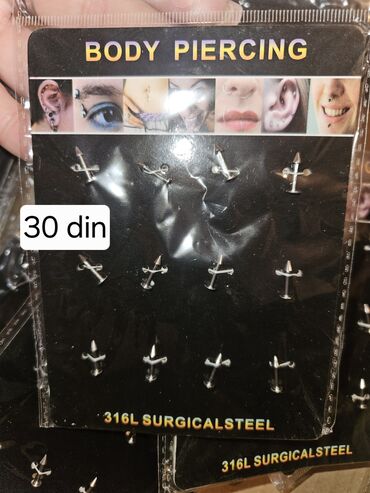 BODY PIERCING
30 din
316L SURGICALSTEEL
316L SURGICALSTEEL